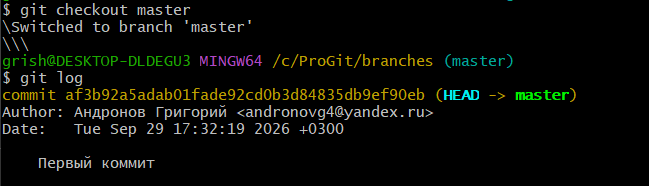 $ git checkout master
\Switched to branch 'master'
\\\
grish@DESKTOP-DLDEGU3 MINGW64 /c/ProGit/branches (master)
$ git log
commit af3b92a5adab01fade92cd0b3d84835db9ef90eb (HEAD -> master)
Author: Андронов Григорий <andronovg4@yandex.ru>
Date:   Tue Sep 29 17:32:19 2026 +0300
Первый коммит